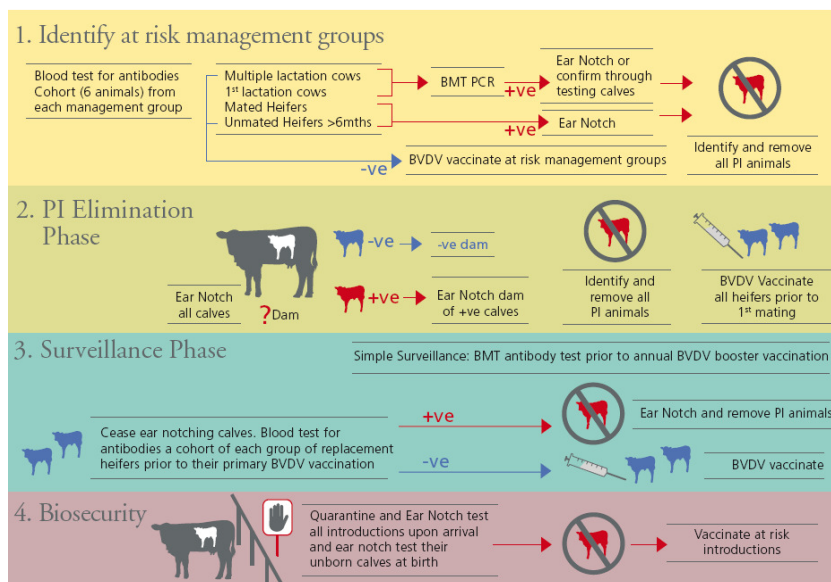 1. Identify at risk management groups
Blood test for antibodies
Cohort (6 animals) from
each management group
Multiple lactation cows
1st lactation cows
Mated Heifers
Unmated Heifers >6mths
BMT PCR
+ve
Ear Notch or
confirm through
testing calves
+ve
Ear Notch
-ve
BVDV vaccinate at risk management groups
Identify and remove
all PI animals
2. PI Elimination
Phase
Ear Notch
all calves
?Dam
-ve
-ve dam
+ve
Ear Notch dam
of +ve calves
Identify and
remove all
PI animals
BVDV Vaccinate
all heifers prior to
1st mating
3. Surveillance Phase
Simple Surveillance: BMT antibody test prior to annual BVDV booster vaccination
Cease ear notching calves. Blood test for
antibodies a cohort of each group of replacement
heifers prior to their primary BVDV vaccination
+ve
Ear Notch and remove PI animals
-ve
BVDV vaccinate
4. Biosecurity
Quarantine and Ear Notch test
all introductions upon arrival
and ear notch test their
unborn calves at birth
Vaccinate at risk
introductions